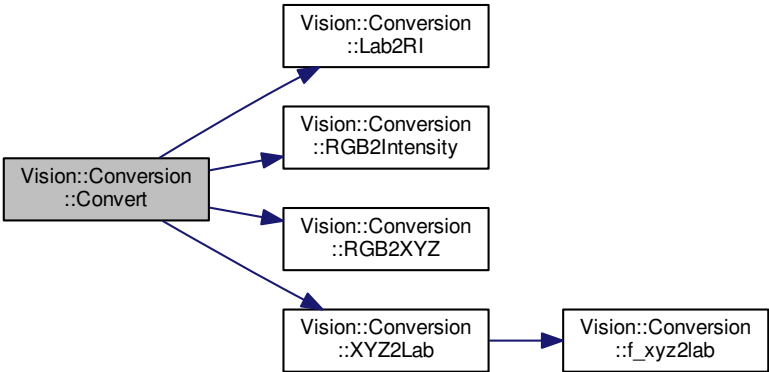 Vision::Conversion
::Lab2RI
Vision::Conversion
::RGB2Intensity
Vision::Conversion
::Convert
Vision::Conversion
::RGB2XYZ
Vision::Conversion
::XYZ2Lab
Vision::Conversion
::f_xyz2lab